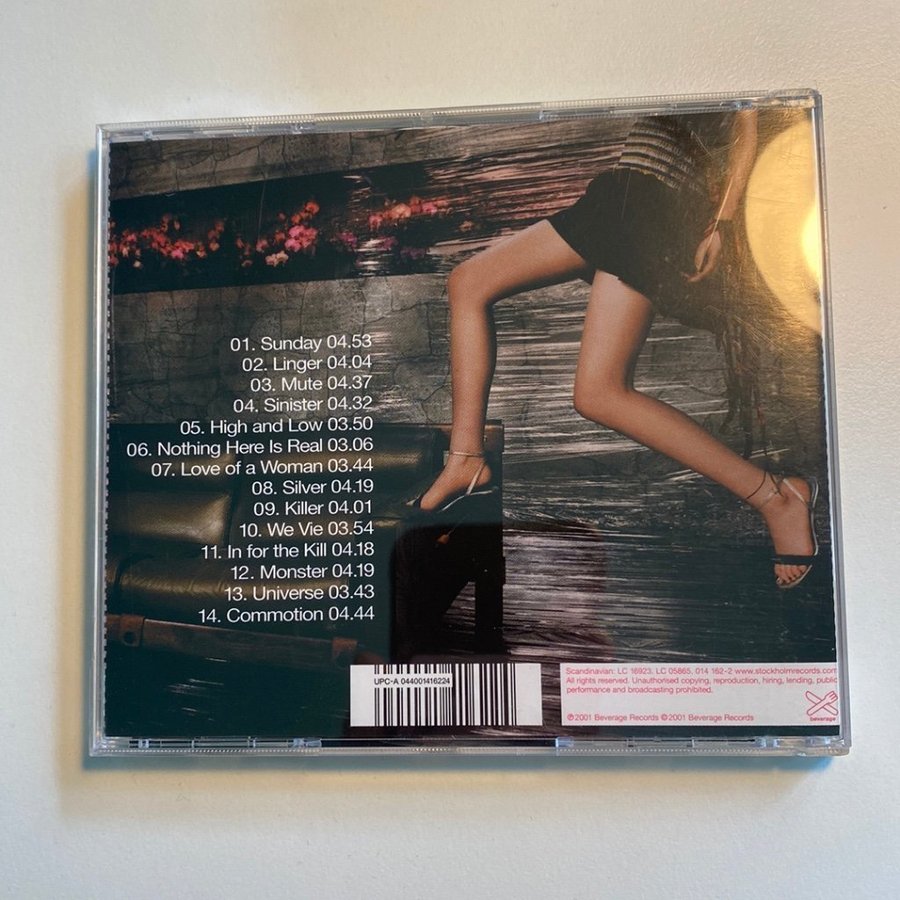 01. Sunday 04.53
02. Linger 04.04
03. Mute 04.37
04. Sinister 04.32
05. High and Low 03.50
06. Nothing Here Is Real 03.06
07. Love of a Woman 03.44
08. Silver 04.19
09. Killer 04.01
10. We Vie 03.54
11. In for the Kill 04.18
12. Monster 04.19
13. Universe 03.43
14. Commotion 04.44
UPC-A 044001416224
Scandinavian: LC 16923. LC 05865. 014 162-2 www.stockholmrecords.com
All rights reserved. Unauthorised copying, reproduction, hiring, lending, public
performance and broadcasting prohibited.
℗2001 Beverage Records ©2001 Beverage Records
beverage